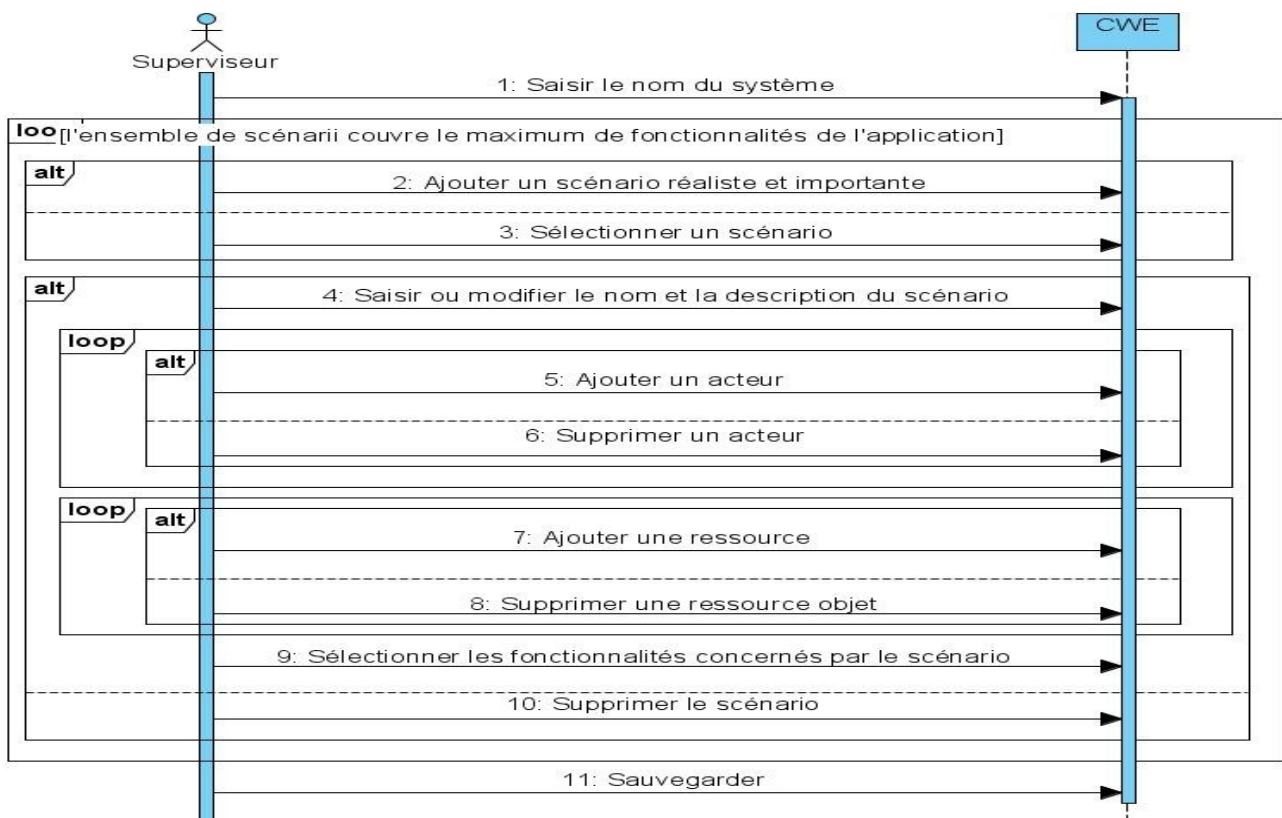 CWE
Superviseur
1: Saisir le nom du système
loo [l'ensemble de scénarii couvre le maximum de fonctionnalités de l'application]
alt
2: Ajouter un scénario réaliste et importante
3: Sélectionner un scénario
alt
4: Saisir ou modifier le nom et la description du scénario
loop
alt
5: Ajouter un acteur
6: Supprimer un acteur
loop
alt
7: Ajouter une ressource
8: Supprimer une ressource objet
9: Sélectionner les fonctionnalités concernés par le scénario
10: Supprimer le scénario
11: Sauvegarder